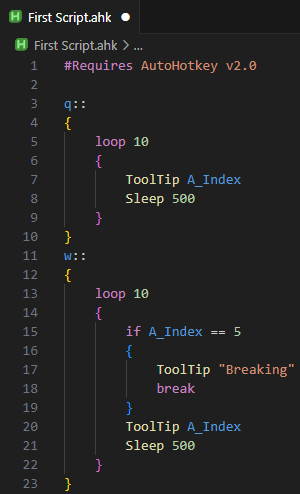 First Script.ahk
First Script.ahk > ...
1 #Requires AutoHotkey v2.0
2
3 q::
4 {
5     loop 10
6     {
7         ToolTip A_Index
8         Sleep 500
9     }
10 }
11 w::
12 {
13     loop 10
14     {
15         if A_Index == 5
16         {
17             ToolTip "Breaking"
18             break
19         }
20         ToolTip A_Index
21         Sleep 500
22     }
23 }